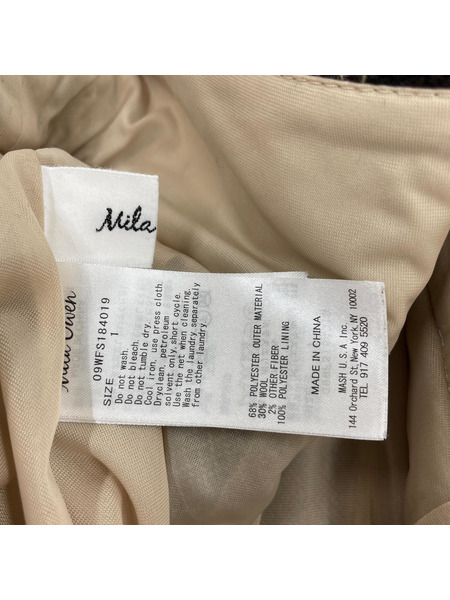 Mila
Mila Owen
09WFS184019
SIZE 1
Do not wash.
Do not bleach.
Do not tumble dry.
Cool iron, use press cloth.
Dryclean, petroleum
solvent only,short cycle.
Use the net when cleaning.
Wash the laundry separately
from other laundry
68% POLYESTER OUTER MATERIAL
30% WOOL
2% OTHER FIBER
100% POLYESTER LINING
MADE IN CHINA
MASH U.S.A Inc.
144 Orchard St. NewYork.NY 10002
TEL 977 409 5520